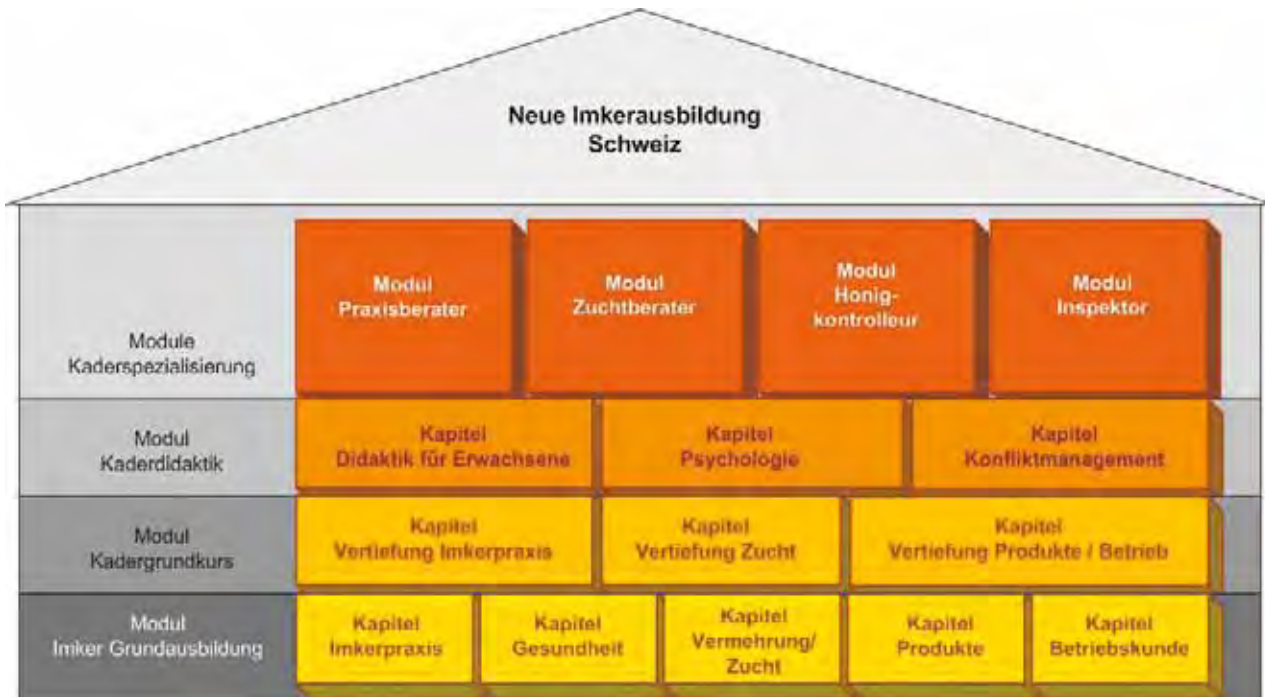 Neue Imkerausbildung
Schweiz
Module
Kaderspezialisierung
Modul
Praxisberater
Modul
Zuchtberater
Modul
Honig-
kontrolleur
Modul
Inspektor
Modul
Kaderdidaktik
Kapitel
Didaktik für Erwachsene
Kapitel
Psychologie
Kapitel
Konfliktmanagement
Modul
Kadergrundkurs
Kapitel
Vertiefung Imkerpraxis
Kapitel
Vertiefung Zucht
Kapitel
Vertiefung Produkte / Betrieb
Modul
Imker Grundausbildung
Kapitel
Imkerpraxis
Kapitel
Gesundheit
Kapitel
Vermehrung/
Zucht
Kapitel
Produkte
Kapitel
Betriebskunde